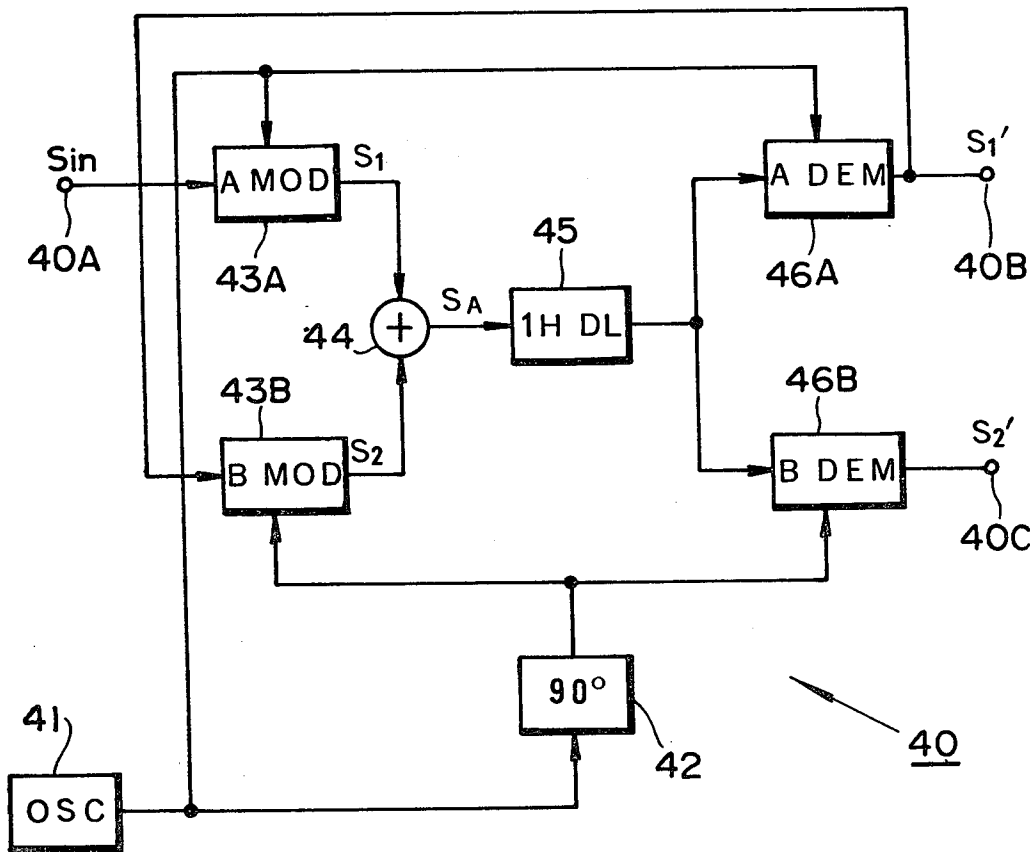 Sin
A MOD
S1
A DEM
S1'
40A
43A
45
46A
40B
44
+
SA
1H DL
43B
46B
S2
S2'
B MOD
B DEM
40C
90°
41
42
40
OSC